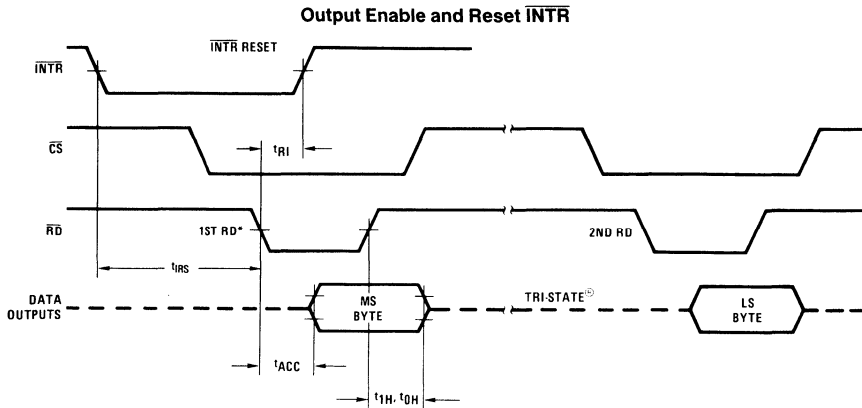 Output Enable and Reset INTR
INTR RESET
INTR
CS
tRI
RD
1ST RD*
2ND RD
tIRS
DATA
OUTPUTS
MS
BYTE
TRI-STATE®
LS
BYTE
tACC
t1H, t0H